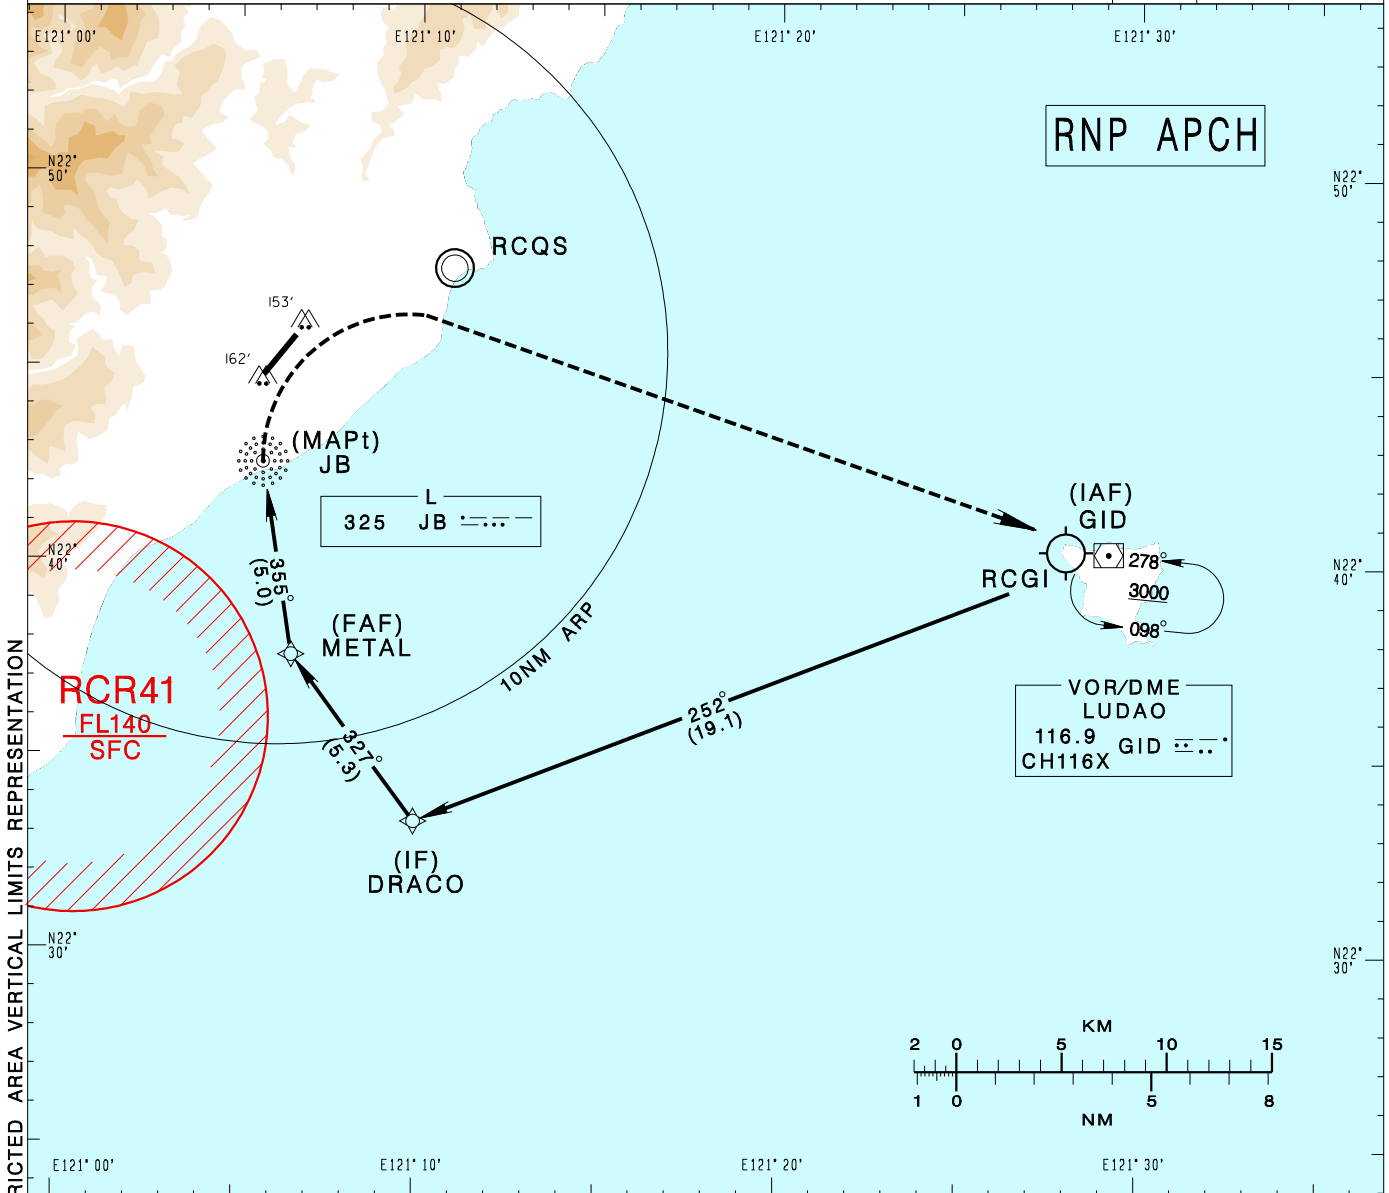 E121° 00'
E121° 10'
E121° 20'
E121° 30'
RNP APCH
N22°
50'
N22°
50'
RCQS
153'
162'
(MAPt)
JB
L
325 JB
(IAF)
GID
RCGI
278°
3000
098°
N22°
40'
N22°
40'
355°
(5.0)
(FAF)
METAL
10NM ARP
RCR41
FL140
SFC
VOR/DME
LUDAO
116.9
CH116X
GID
252°
(19.1)
327°
(5.3)
(IF)
DRACO
N22°
30'
N22°
30'
KM
2 0 5 10 15
1 0 5 8
NM
E121° 00'
E121° 10'
E121° 20'
E121° 30'
RICTED AREA VERTICAL LIMITS REPRESENTATION